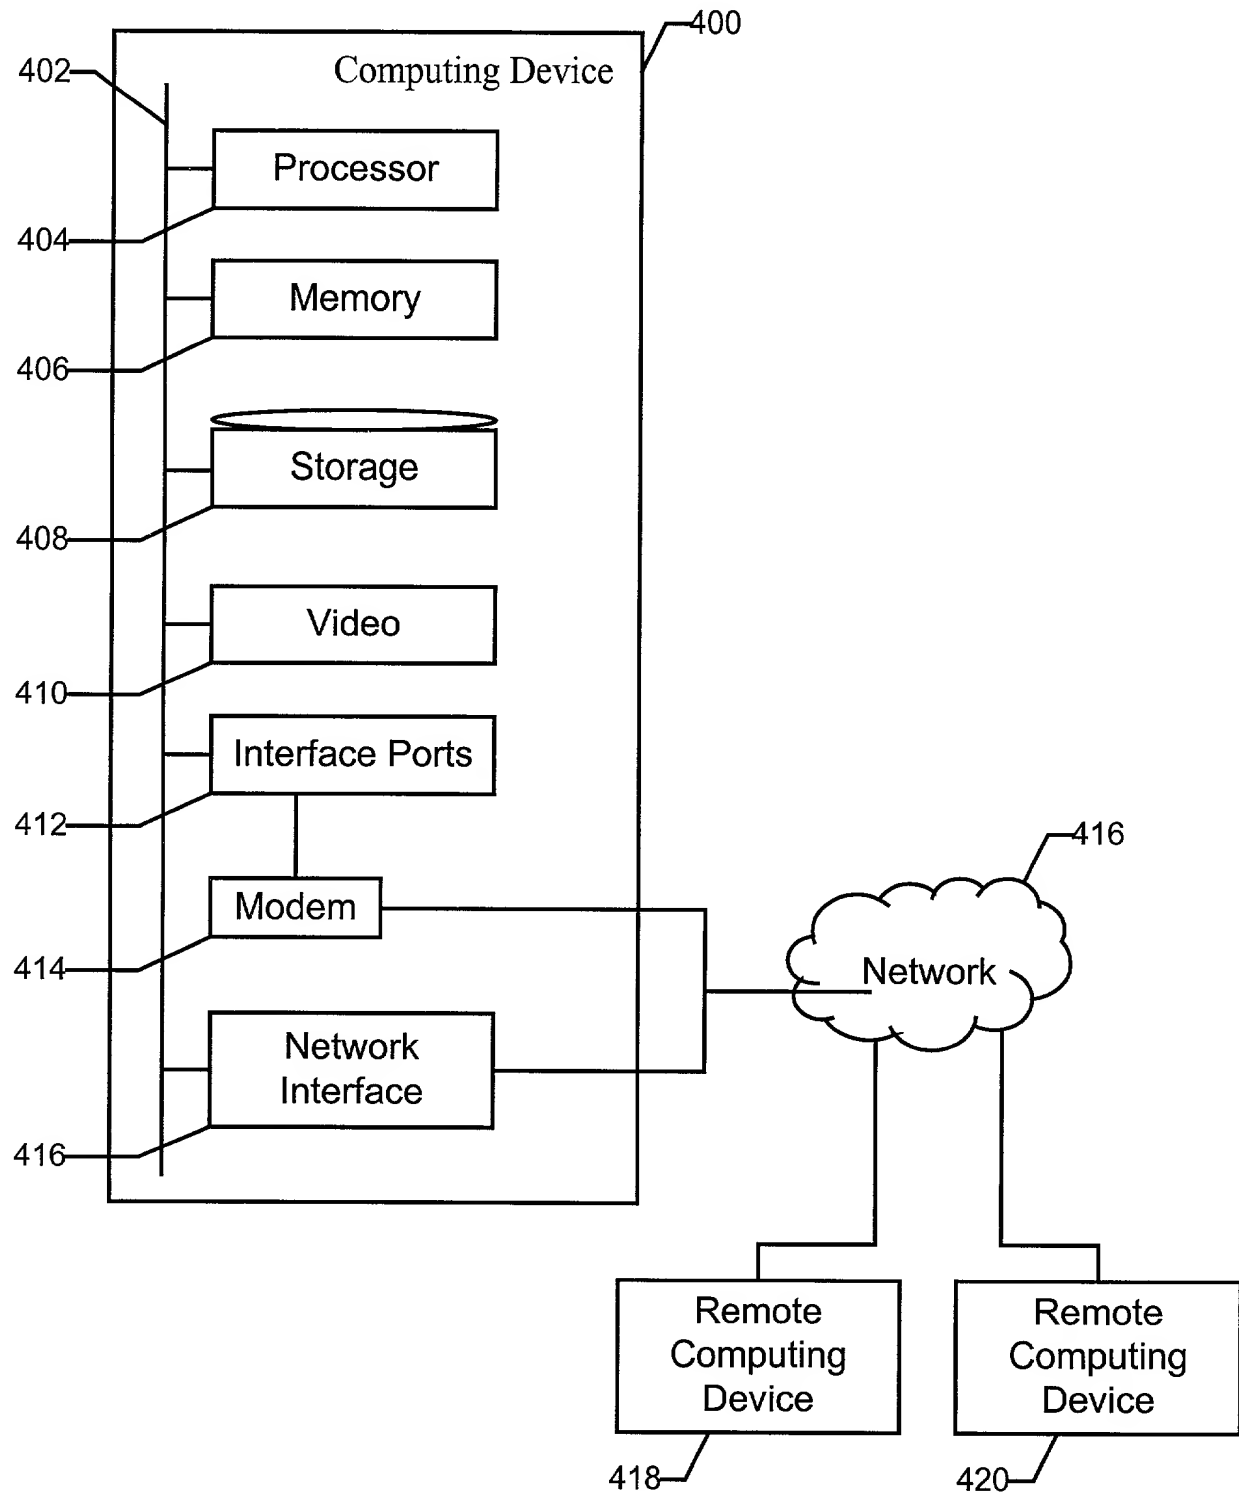 400
402
Computing Device
Processor
404
Memory
406
Storage
408
Video
410
Interface Ports
412
416
Modem
414
Network
Network
Interface
416
Remote
Computing
Device
Remote
Computing
Device
418
420